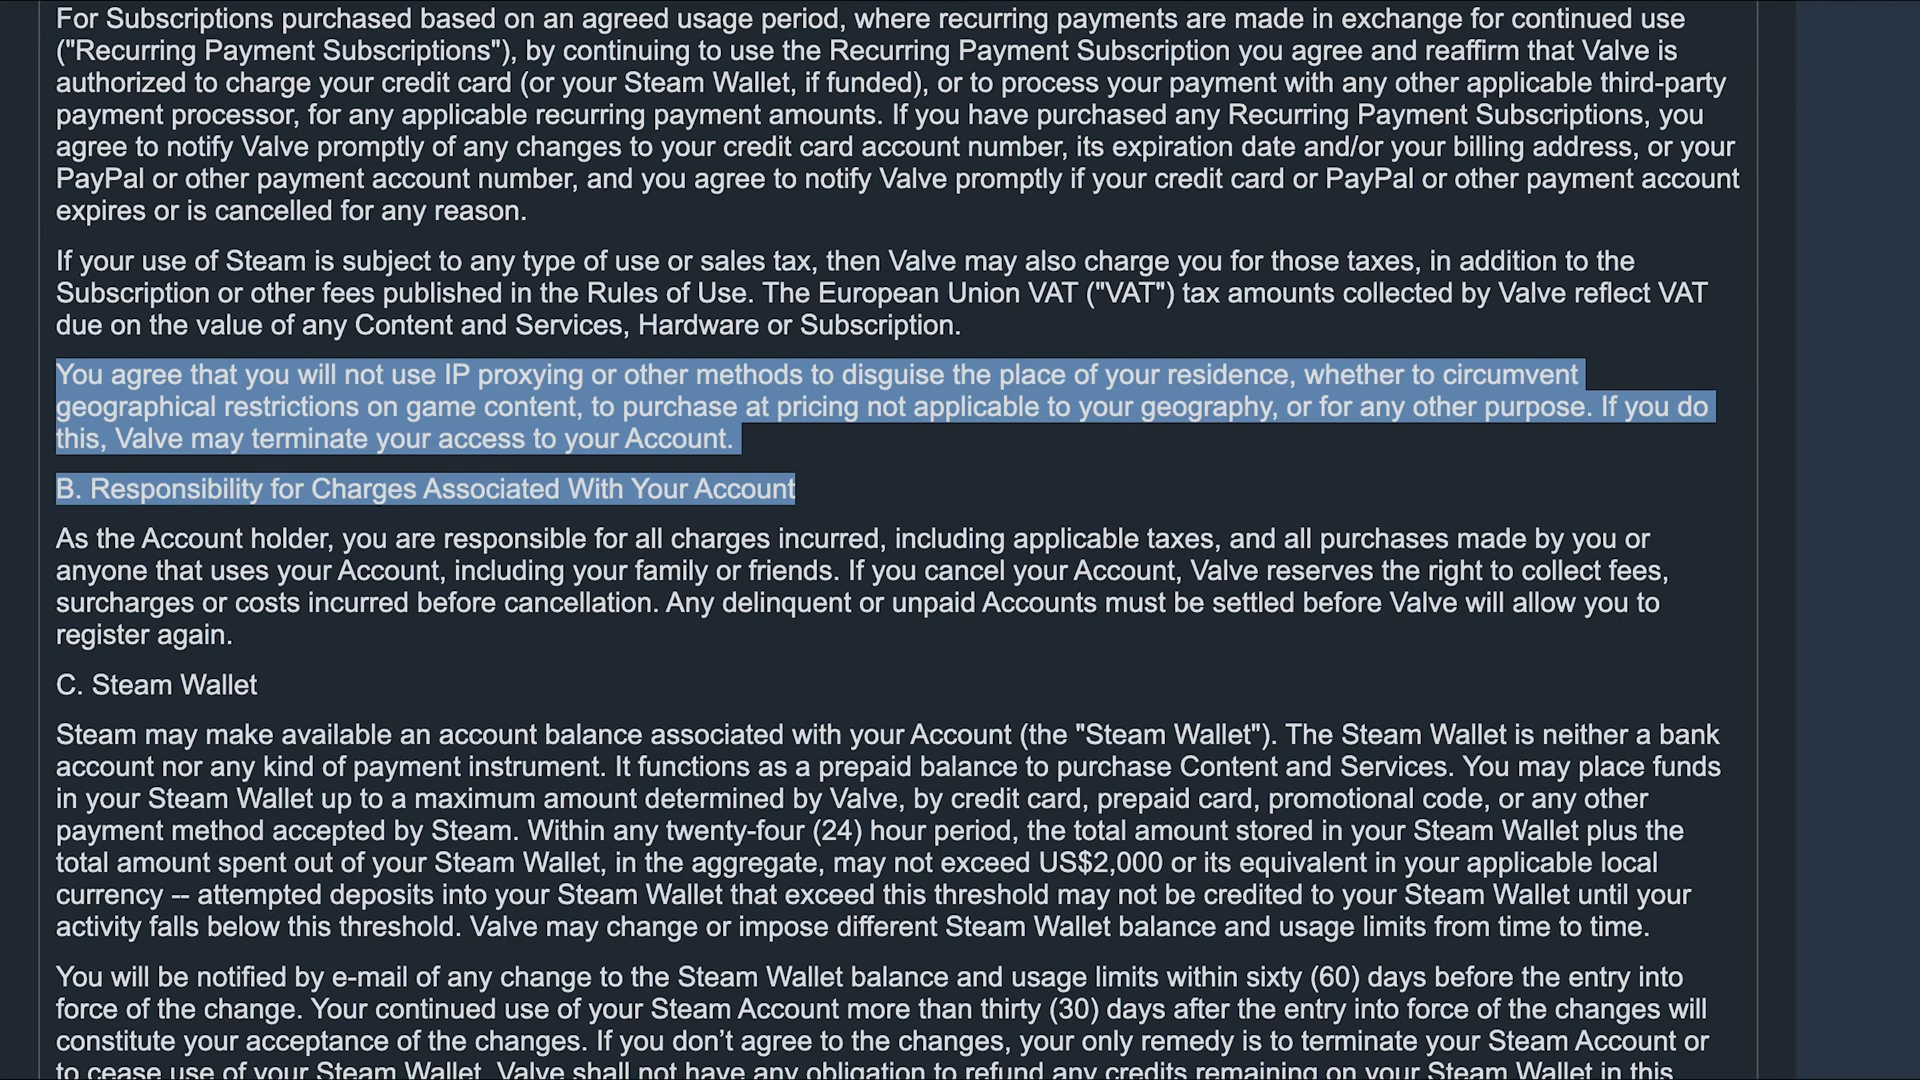 For Subscriptions purchased based on an agreed usage period, where recurring payments are made in exchange for continued use
("Recurring Payment Subscriptions"), by continuing to use the Recurring Payment Subscription you agree and reaffirm that Valve is
authorized to charge your credit card (or your Steam Wallet, if funded), or to process your payment with any other applicable third-party
payment processor, for any applicable recurring payment amounts. If you have purchased any Recurring Payment Subscriptions, you
agree to notify Valve promptly of any changes to your credit card account number, its expiration date and/or your billing address, or your
PayPal or other payment account number, and you agree to notify Valve promptly if your credit card or PayPal or other payment account
expires or is cancelled for any reason.
If your use of Steam is subject to any type of use or sales tax, then Valve may also charge you for those taxes, in addition to the
Subscription or other fees published in the Rules of Use. The European Union VAT ("VAT") tax amounts collected by Valve reflect VAT
due on the value of any Content and Services, Hardware or Subscription.
You agree that you will not use IP proxying or other methods to disguise the place of your residence, whether to circumvent
geographical restrictions on game content, to purchase at pricing not applicable to your geography, or for any other purpose. If you do
this, Valve may terminate your access to your Account.
B. Responsibility for Charges Associated With Your Account
As the Account holder, you are responsible for all charges incurred, including applicable taxes, and all purchases made by you or
anyone that uses your Account, including your family or friends. If you cancel your Account, Valve reserves the right to collect fees,
surcharges or costs incurred before cancellation. Any delinquent or unpaid Accounts must be settled before Valve will allow you to
register again.
C. Steam Wallet
Steam may make available an account balance associated with your Account (the "Steam Wallet"). The Steam Wallet is neither a bank
account nor any kind of payment instrument. It functions as a prepaid balance to purchase Content and Services. You may place funds
in your Steam Wallet up to a maximum amount determined by Valve, by credit card, prepaid card, promotional code, or any other
payment method accepted by Steam. Within any twenty-four (24) hour period, the total amount stored in your Steam Wallet plus the
total amount spent out of your Steam Wallet, in the aggregate, may not exceed US$2,000 or its equivalent in your applicable local
currency -- attempted deposits into your Steam Wallet that exceed this threshold may not be credited to your Steam Wallet until your
activity falls below this threshold. Valve may change or impose different Steam Wallet balance and usage limits from time to time.
You will be notified by e-mail of any change to the Steam Wallet balance and usage limits within sixty (60) days before the entry into
force of the change. Your continued use of your Steam Account more than thirty (30) days after the entry into force of the changes will
constitute your acceptance of the changes. If you don’t agree to the changes, your only remedy is to terminate your Steam Account or
to cease use of your Steam Wallet. Valve shall not have any obligation to refund any credits remaining on your Steam Wallet in this